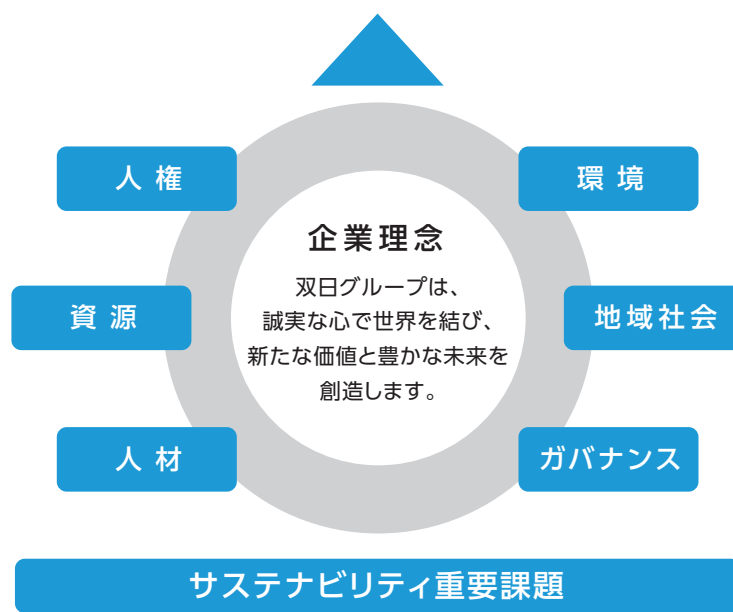 人権
環境
企業理念
双日グループは、
誠実な心で世界を結び、
新たな価値と豊かな未来を
創造します。
資源
地域社会
人材
ガバナンス
サステナビリティ重要課題